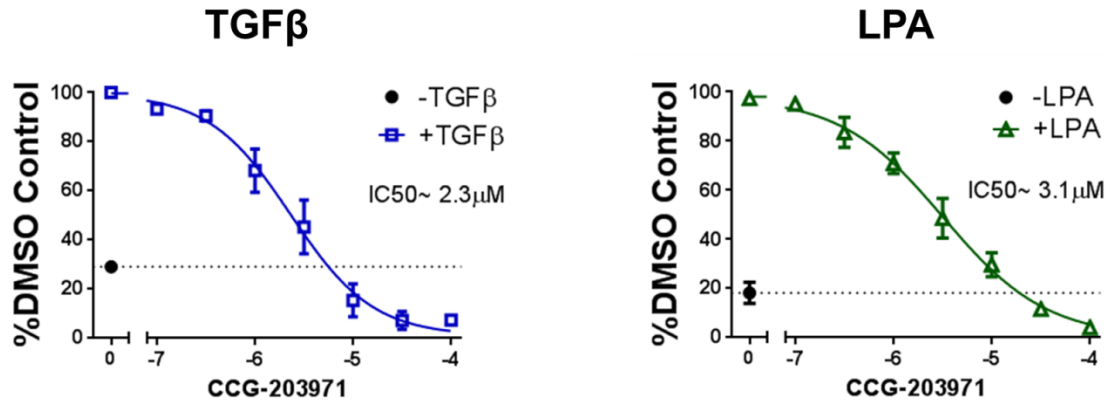 TGFβ
%DMSO Control
100
80
60
40
20
0
-TGFβ
+TGFβ
IC50~ 2.3μM
0 -7 -6 -5 -4
CCG-203971
LPA
%DMSO Control
100
80
60
40
20
0
-LPA
+LPA
IC50~ 3.1μM
0 -7 -6 -5 -4
CCG-203971